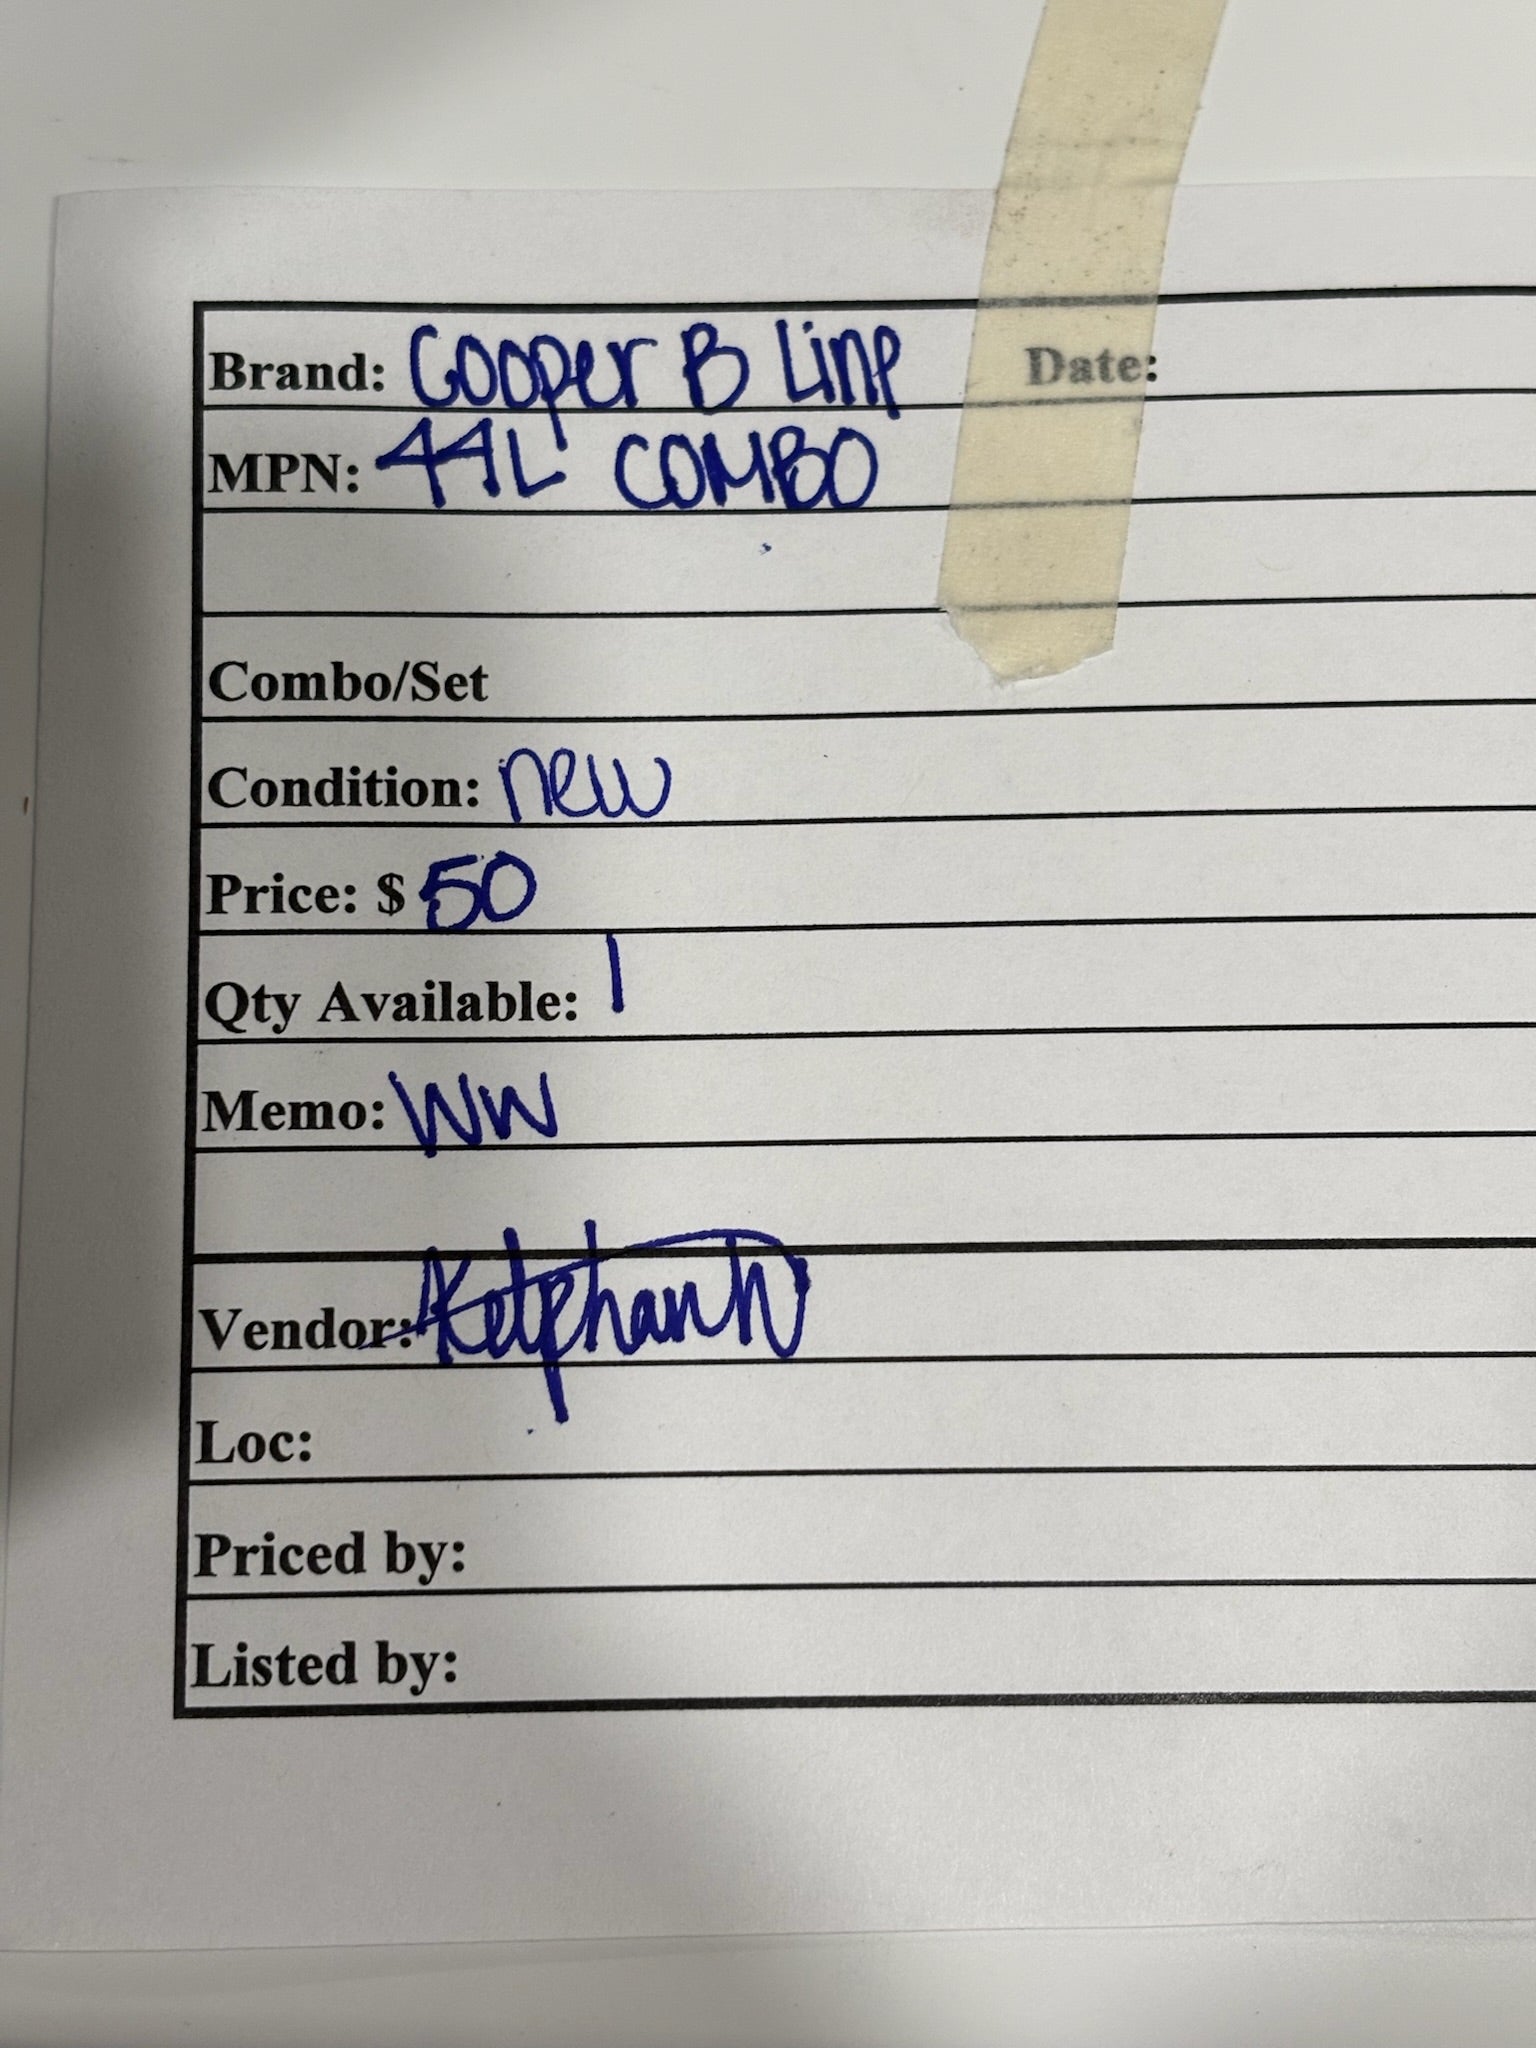 Brand: Cooper B Line Date:
MPN: 44L COMBO
Combo/Set
Condition: new
Price: $ 50
Qty Available: 1
Memo: WW
Vendor:
Loc:
Priced by:
Listed by: